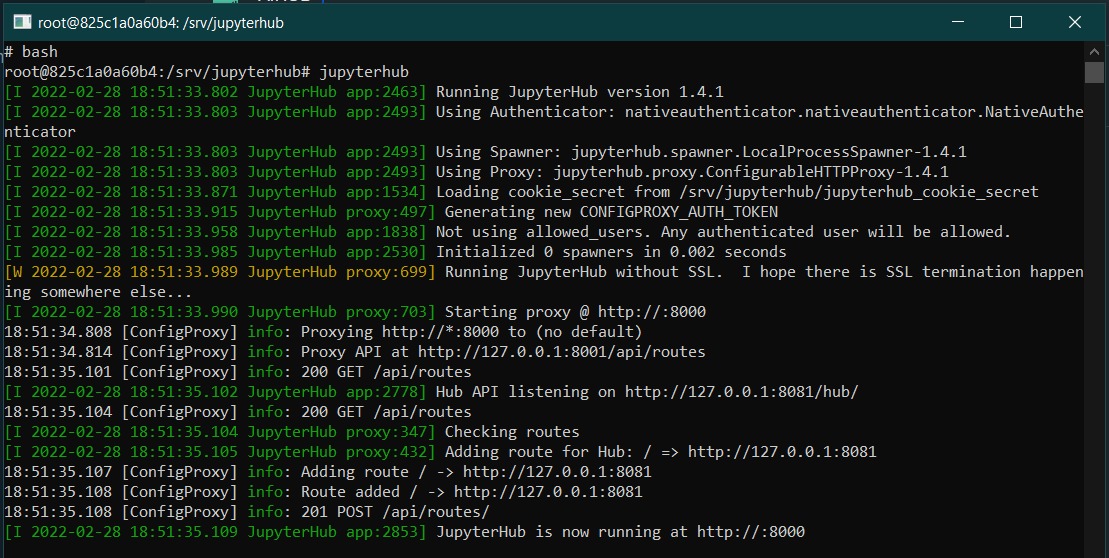 root@825c1a0a60b4: /srv/jupyterhub
# bash
root@825c1a0a60b4:/srv/jupyterhub# jupyterhub
[I 2022-02-28 18:51:33.802 JupyterHub app:2463] Running JupyterHub version 1.4.1
[I 2022-02-28 18:51:33.803 JupyterHub app:2493] Using Authenticator: nativeauthenticator.nativeauthenticator.NativeAuthe
nticator
[I 2022-02-28 18:51:33.803 JupyterHub app:2493] Using Spawner: jupyterhub.spawner.LocalProcessSpawner-1.4.1
[I 2022-02-28 18:51:33.803 JupyterHub app:2493] Using Proxy: jupyterhub.proxy.ConfigurableHTTPProxy-1.4.1
[I 2022-02-28 18:51:33.871 JupyterHub app:1534] Loading cookie_secret from /srv/jupyterhub/jupyterhub_cookie_secret
[I 2022-02-28 18:51:33.915 JupyterHub proxy:497] Generating new CONFIGPROXY_AUTH_TOKEN
[I 2022-02-28 18:51:33.958 JupyterHub app:1838] Not using allowed_users. Any authenticated user will be allowed.
[I 2022-02-28 18:51:33.985 JupyterHub app:2530] Initialized 0 spawners in 0.002 seconds
[W 2022-02-28 18:51:33.989 JupyterHub proxy:699] Running JupyterHub without SSL.  I hope there is SSL termination happen
ing somewhere else...
[I 2022-02-28 18:51:33.990 JupyterHub proxy:703] Starting proxy @ http://:8000
18:51:34.808 [ConfigProxy] info: Proxying http://*:8000 to (no default)
18:51:34.814 [ConfigProxy] info: Proxy API at http://127.0.0.1:8001/api/routes
18:51:35.101 [ConfigProxy] info: 200 GET /api/routes
[I 2022-02-28 18:51:35.102 JupyterHub app:2778] Hub API listening on http://127.0.0.1:8081/hub/
18:51:35.104 [ConfigProxy] info: 200 GET /api/routes
[I 2022-02-28 18:51:35.104 JupyterHub proxy:347] Checking routes
[I 2022-02-28 18:51:35.105 JupyterHub proxy:432] Adding route for Hub: / => http://127.0.0.1:8081
18:51:35.107 [ConfigProxy] info: Adding route / -> http://127.0.0.1:8081
18:51:35.108 [ConfigProxy] info: Route added / -> http://127.0.0.1:8081
18:51:35.108 [ConfigProxy] info: 201 POST /api/routes/
[I 2022-02-28 18:51:35.109 JupyterHub app:2853] JupyterHub is now running at http://:8000